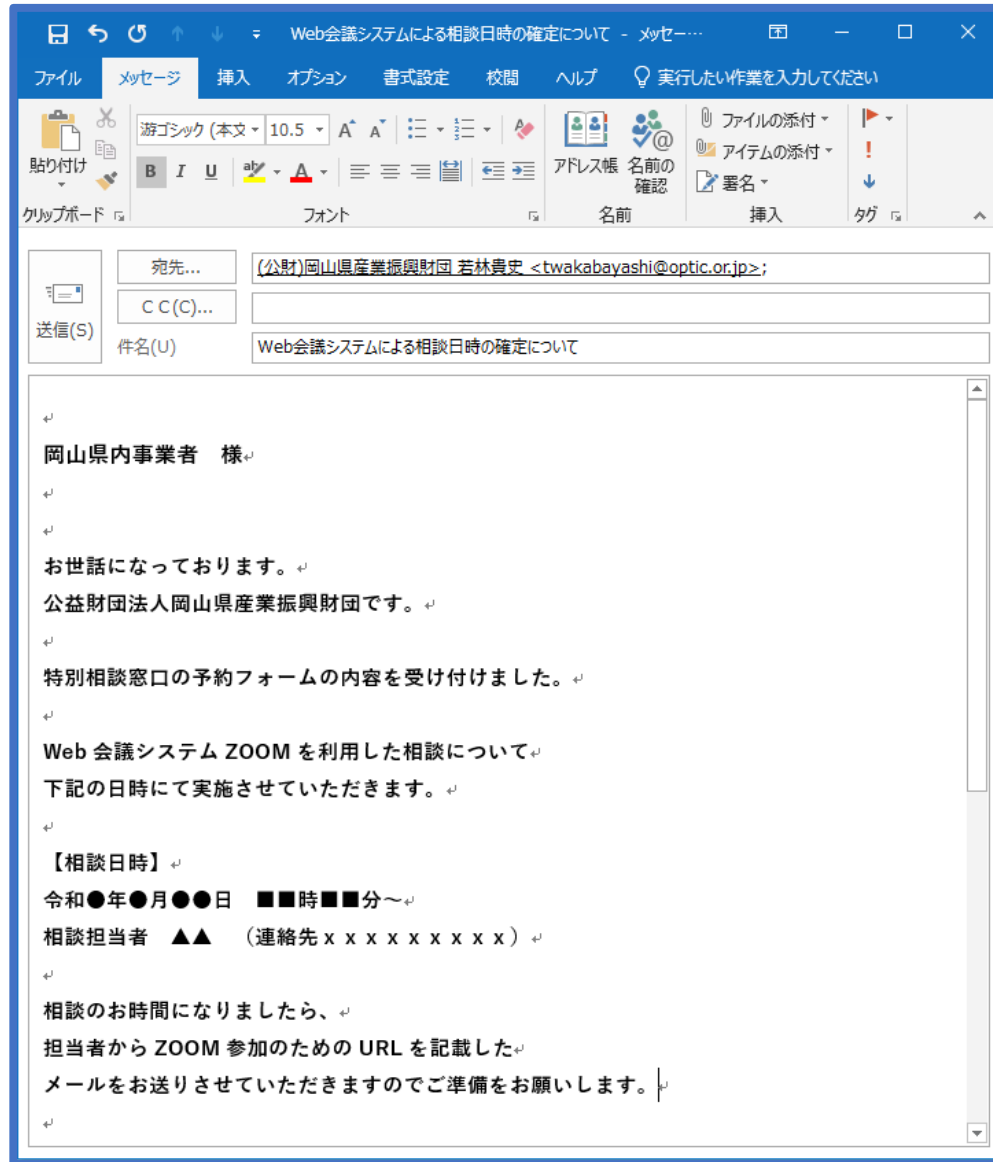 Web会議システムによる相談日時の確定について - メッセー…
ファイル メッセージ 挿入 オプション 書式設定 校閲 ヘルプ 実行したい作業を入力してください
貼り付け
游ゴシック (本文 10.5
B I U
アドレス帳
名前の
確認
ファイルの添付
アイテムの添付
署名
クリップボード フォント 名前 挿入 タグ
宛先... (公財)岡山県産業振興財団 若林貴史 <twakabayashi@optic.or.jp>;
C C(C)...
送信(S)
件名(U) Web会議システムによる相談日時の確定について
岡山県内事業者 様
お世話になっております。
公益財団法人岡山県産業振興財団です。
特別相談窓口の予約フォームの内容を受け付けました。
Web 会議システム ZOOM を利用した相談について
下記の日時にて実施させていただきます。
【相談日時】
令和●年●月●●日 ■■時■■分～
相談担当者 ▲▲ （連絡先ｘｘｘｘｘｘｘｘｘ）
相談のお時間になりましたら、
担当者から ZOOM 参加のための URL を記載した
メールをお送りさせていただきますのでご準備をお願いします。